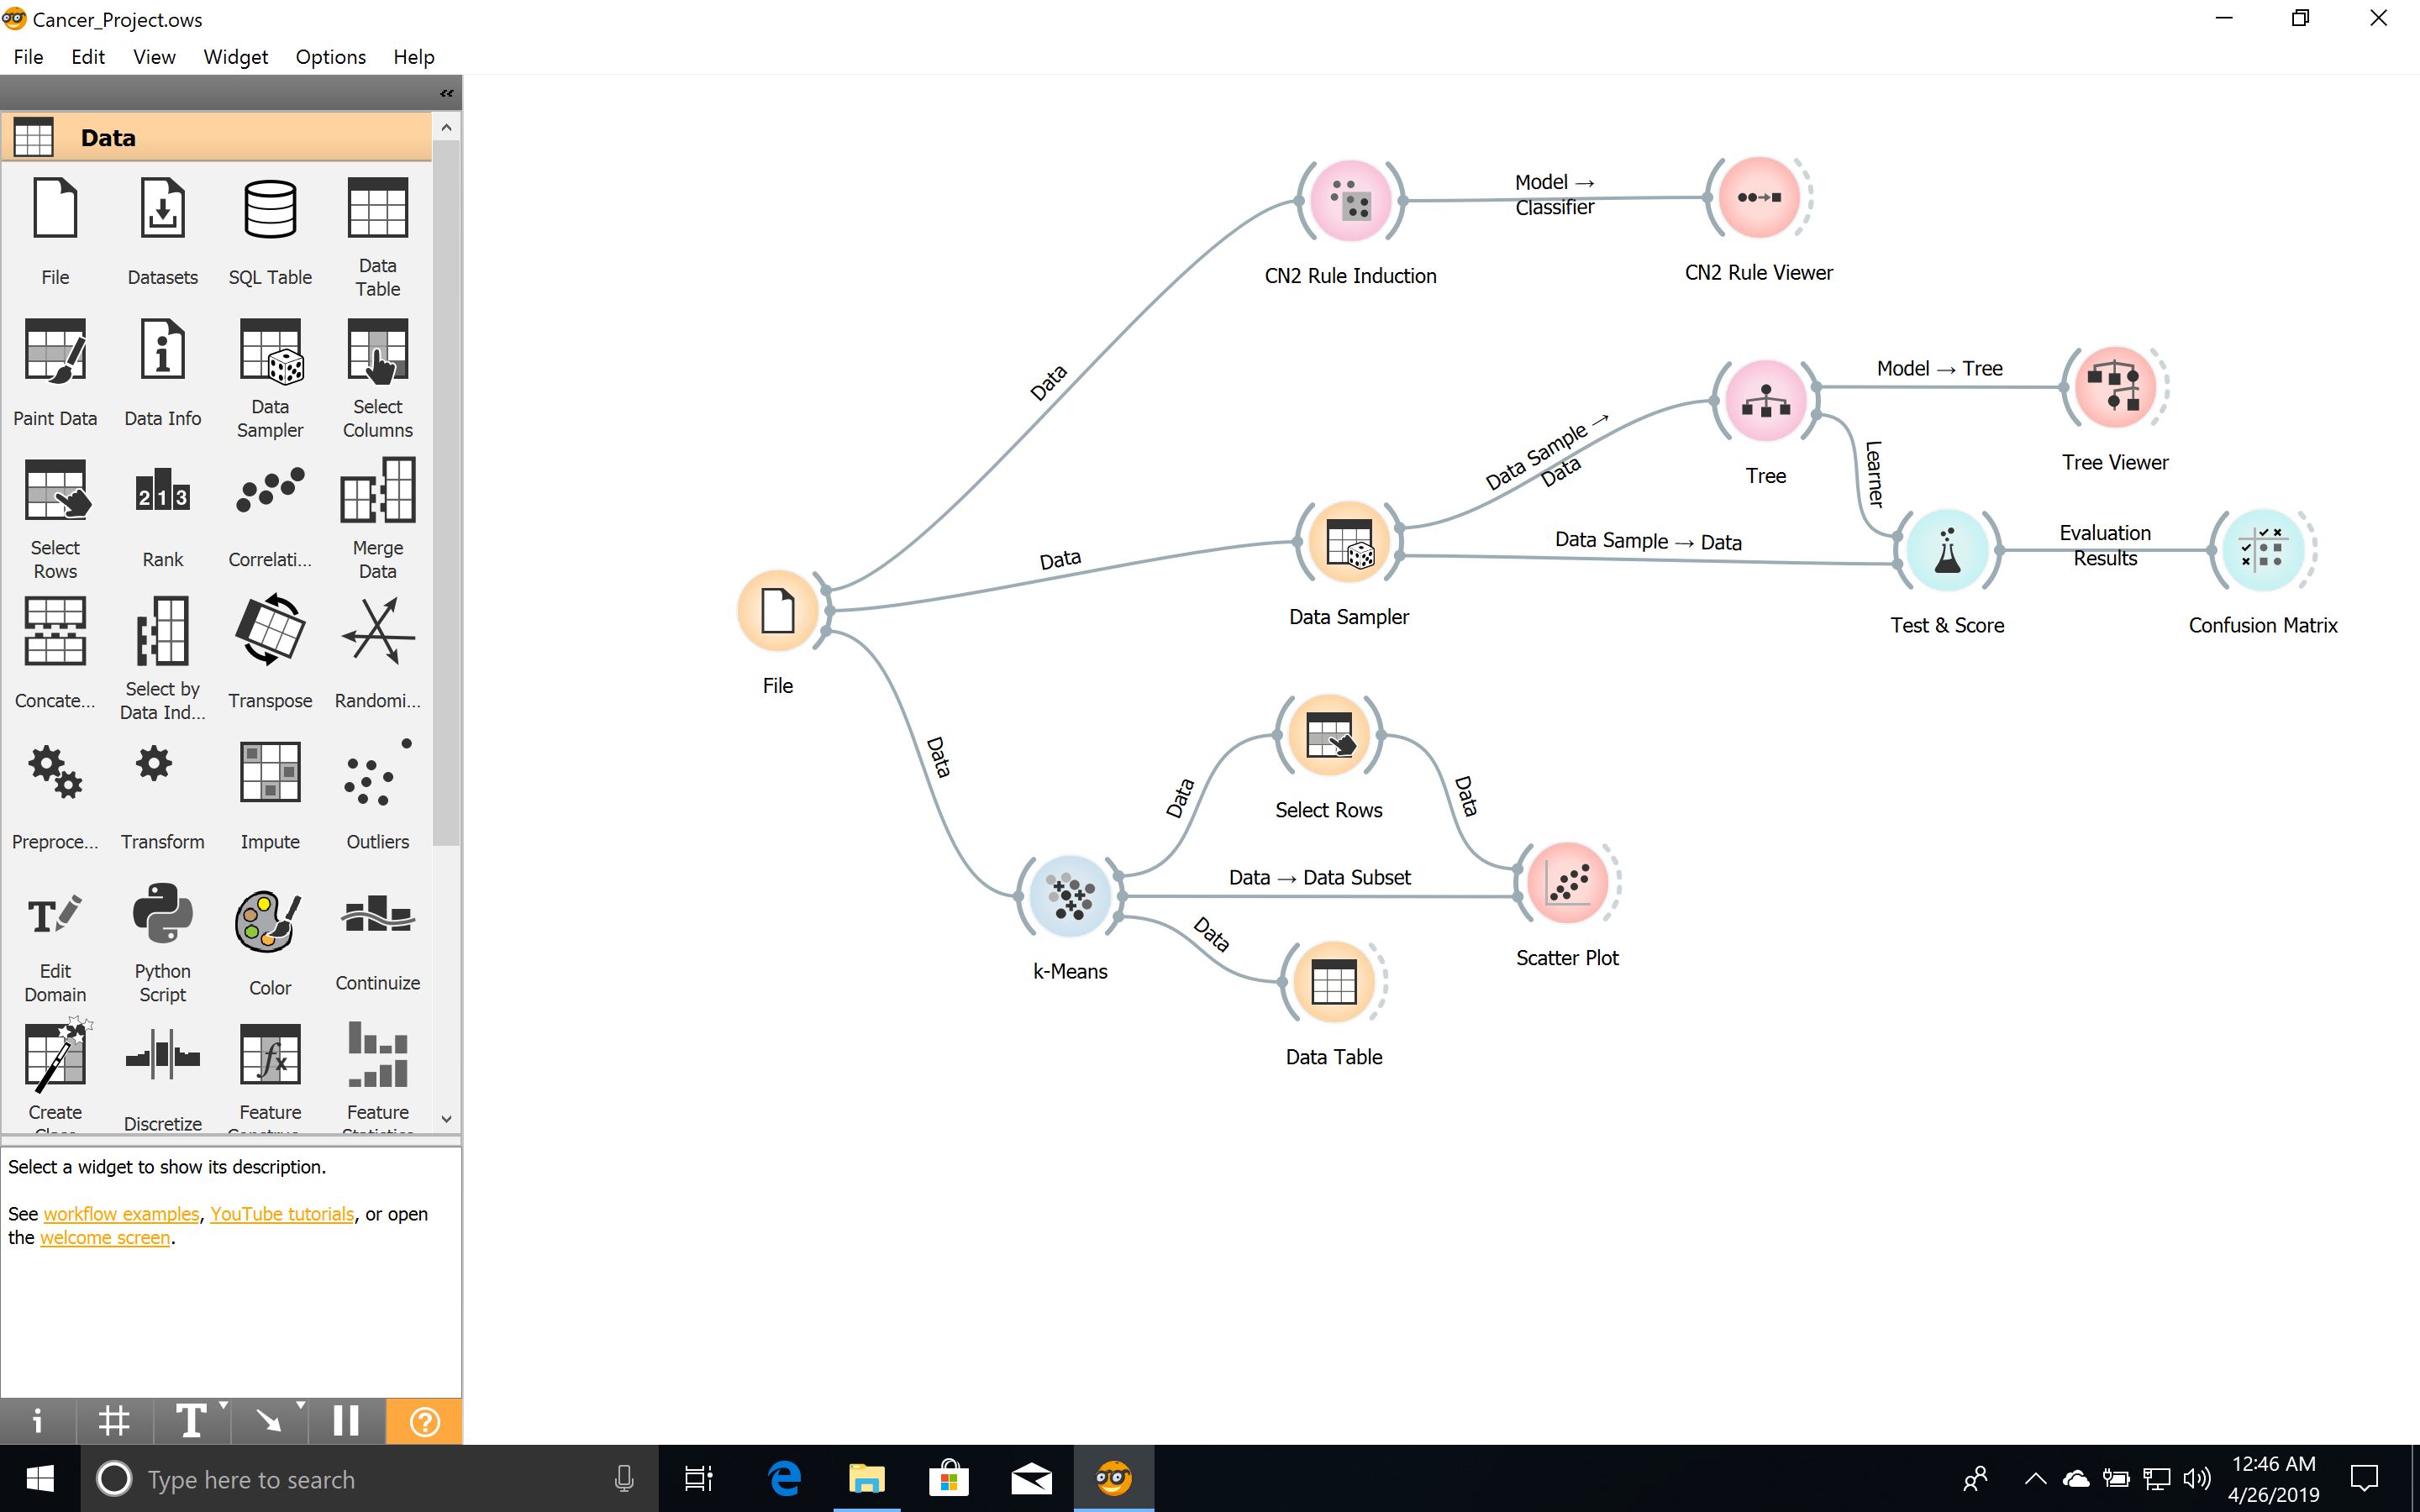 Cancer_Project.ows
File Edit View Widget Options Help
Data
File Datasets SQL Table Data
Table
Paint Data Data Info Data
Sampler Select
Columns
Select
Rows Rank Correlati... Merge
Data
Concate... Select by
Data Ind... Transpose Randomi...
Preproce... Transform Impute Outliers
Edit
Domain Python
Script Color Continuize
Create Discretize Feature Feature
Statistics
Select a widget to show its description.
See workflow examples, YouTube tutorials, or open
the welcome screen.
Model →
Classifier
CN2 Rule Induction
CN2 Rule Viewer
Data
Model → Tree
Data Sample →
Data
Tree
Learner
Tree Viewer
Data
Data Sample → Data
Evaluation
Results
Data Sampler
Test & Score
Confusion Matrix
File
Data
Data
Select Rows
Data
Data → Data Subset
Data
k-Means
Scatter Plot
Data Table
Type here to search
12:46 AM
4/26/2019